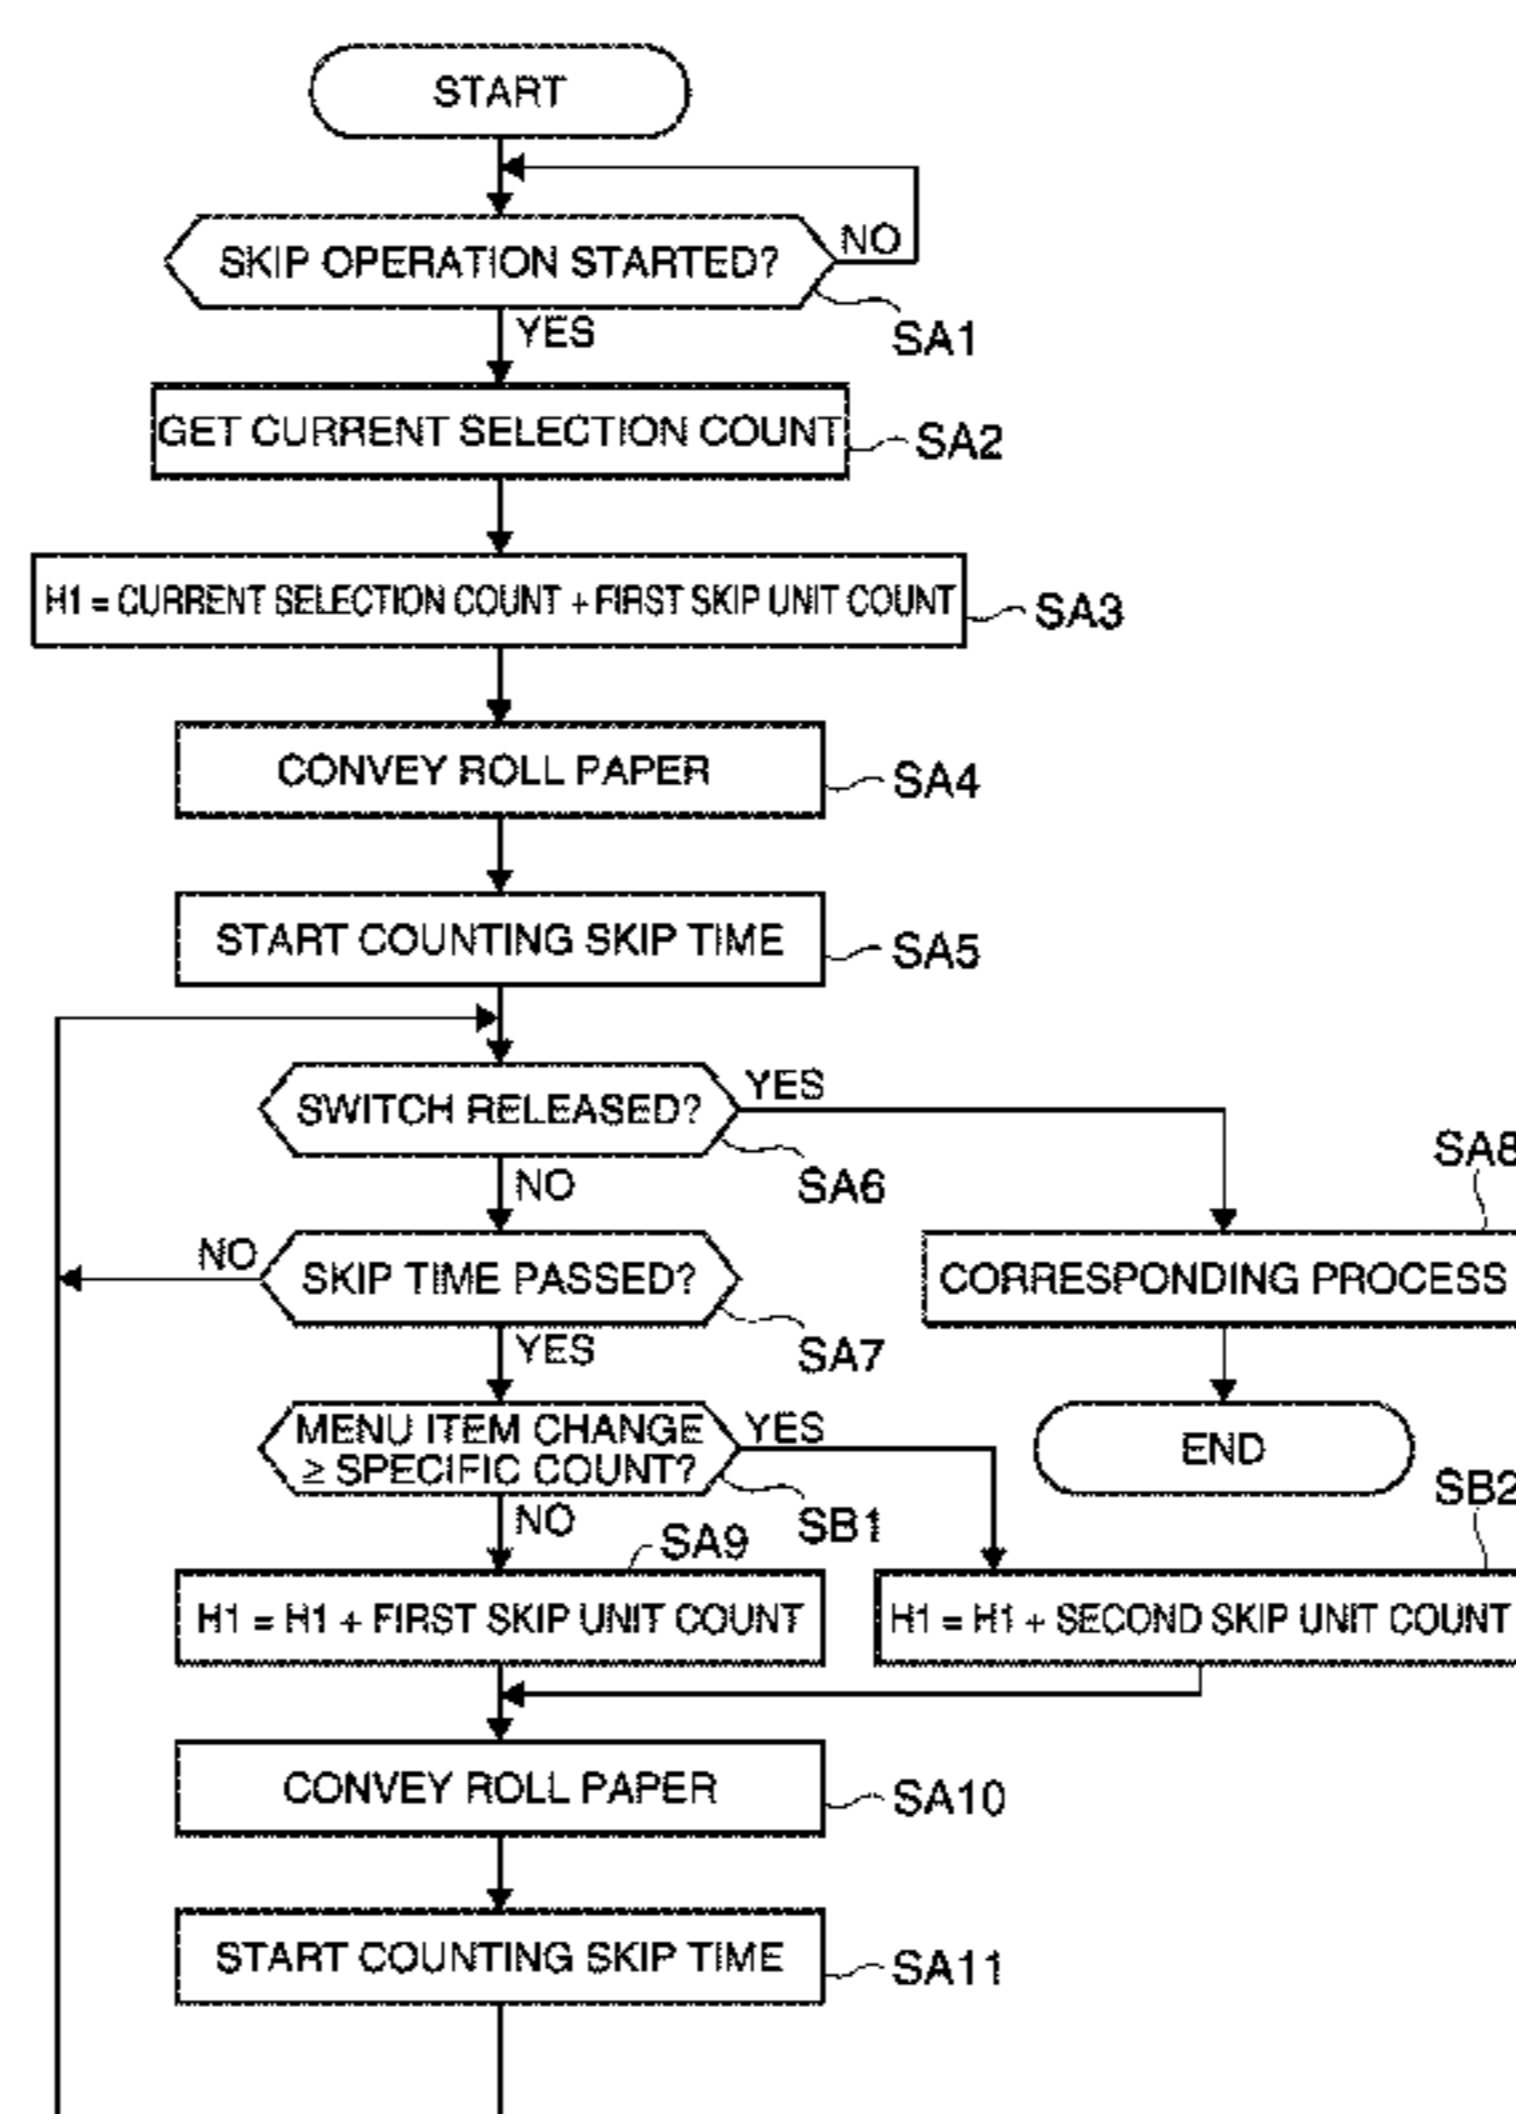 START
NO
SKIP OPERATION STARTED?
SA1
YES
GET CURRENT SELECTION COUNT
SA2
H1 = CURRENT SELECTION COUNT + FIRST SKIP UNIT COUNT
SA3
CONVEY ROLL PAPER
SA4
START COUNTING SKIP TIME
SA5
YES
SWITCH RELEASED?
SA6
NO
SA8
NO
SKIP TIME PASSED?
SA7
CORRESPONDING PROCESS
YES
MENU ITEM CHANGE
≥ SPECIFIC COUNT?
YES
SB1
END
NO
SA9
SB2
H1 = H1 + FIRST SKIP UNIT COUNT
H1 = H1 + SECOND SKIP UNIT COUNT
CONVEY ROLL PAPER
SA10
START COUNTING SKIP TIME
SA11